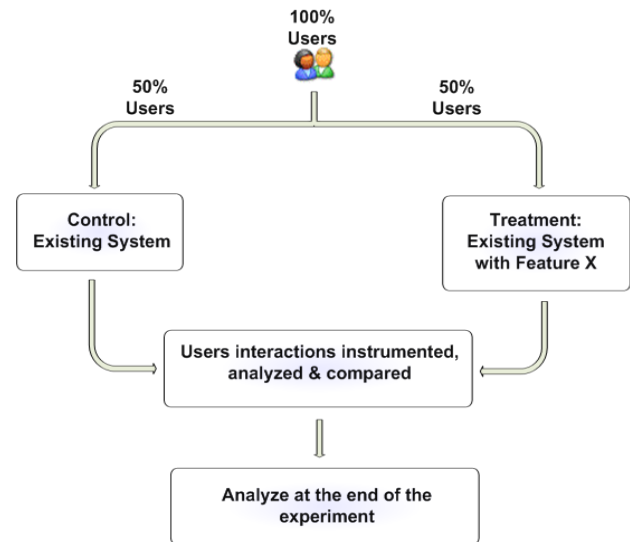 100%
Users
50%
Users
50%
Users
Control:
Existing System
Treatment:
Existing System
with Feature X
Users interactions instrumented,
analyzed & compared
Analyze at the end of the
experiment